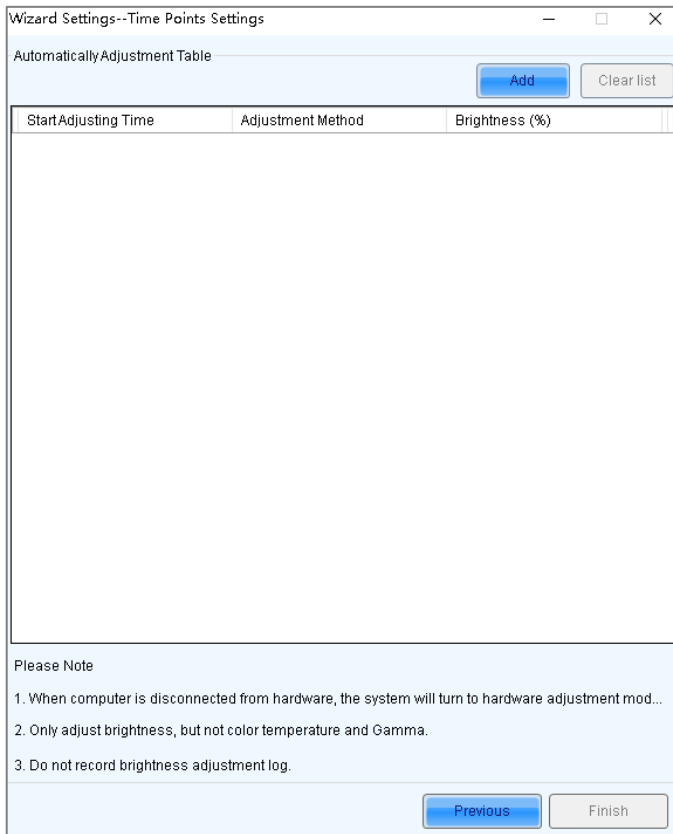 Wizard Settings--Time Points Settings
Automatically Adjustment Table
Add
Clear list
Start Adjusting Time
Adjustment Method
Brightness (%)
Please Note
1. When computer is disconnected from hardware, the system will turn to hardware adjustment mod...
2. Only adjust brightness, but not color temperature and Gamma.
3. Do not record brightness adjustment log.
Previous
Finish